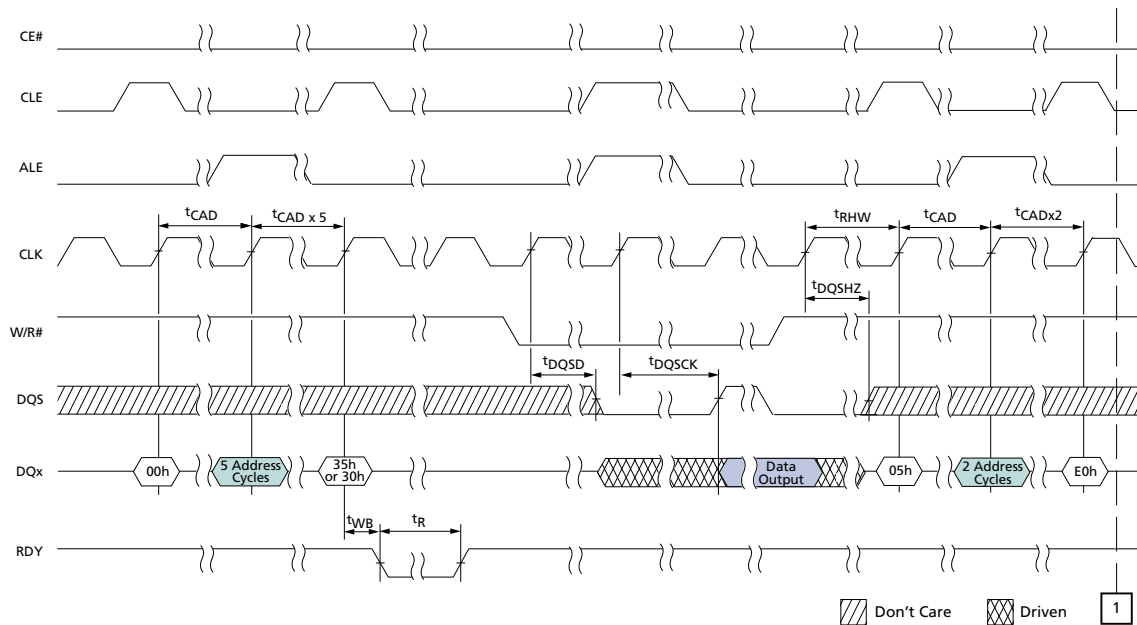 CE#
CLE
ALE
tCAD
tCAD x 5
tRHW
tCAD
tCADx2
CLK
tDQSHZ
W/R#
tDQSD
tDQSCK
DQS
DQx
00h
5 Address
Cycles
35h
or 30h
Data
Output
05h
2 Address
Cycles
E0h
tWB
tR
RDY
Don't Care
Driven
1